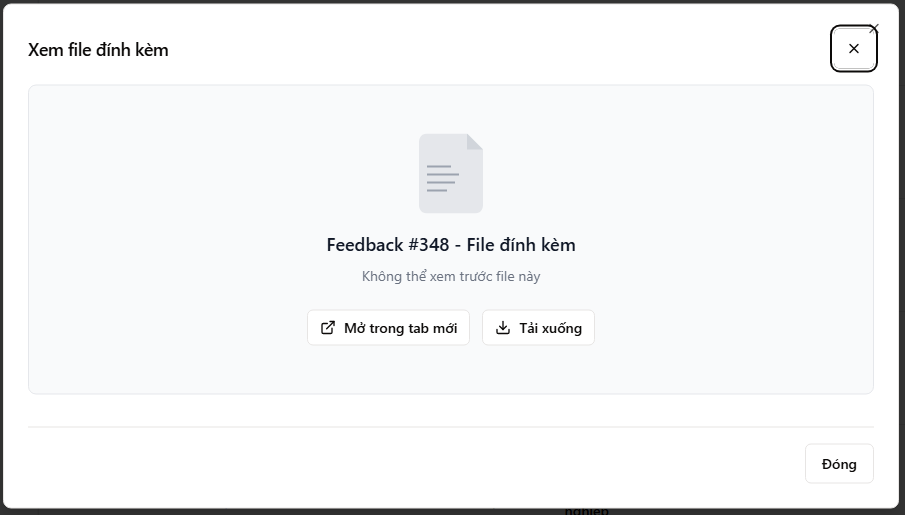 Xem file đính kèm
Feedback #348 - File đính kèm
Không thể xem trước file này
Mở trong tab mới
Tải xuống
Đóng
nghiệp